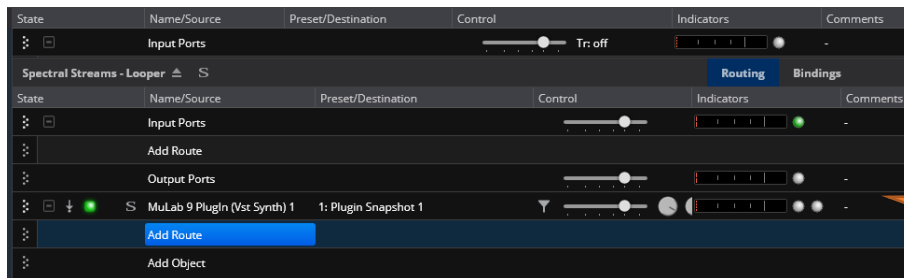 State Name/Source Preset/Destination Control Indicators Comments
Input Ports Tr: off -
Spectral Streams - Looper S Routing Bindings
State Name/Source Preset/Destination Control Indicators Comments
Input Ports -
Add Route
Output Ports -
S MuLab 9 PlugIn (Vst Synth) 1 1: Plugin Snapshot 1 -
Add Route
Add Object